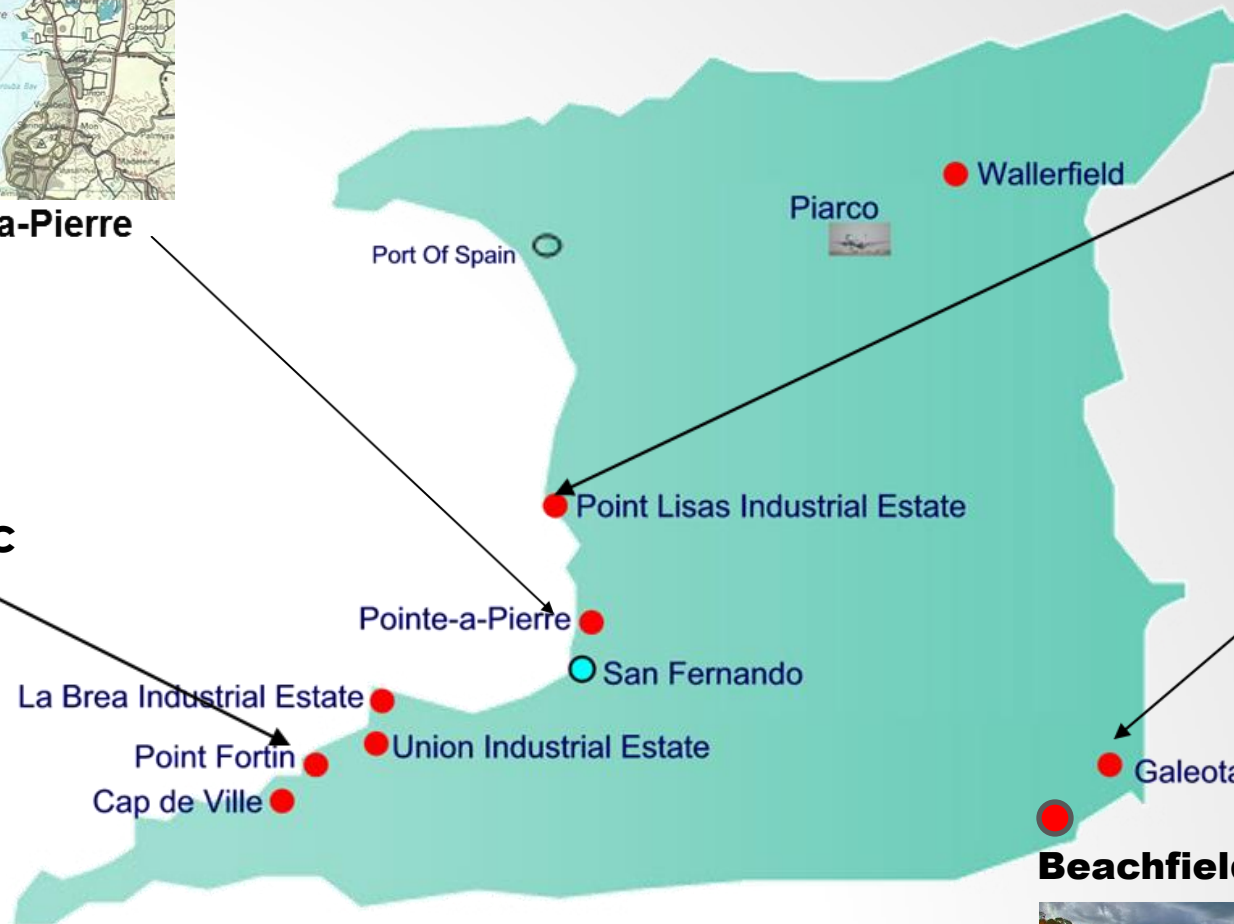 a-Pierre
Wallerfield
Piarco
Port Of Spain
Point Lisas Industrial Estate
c
Pointe-a-Pierre
San Fernando
La Brea Industrial Estate
Union Industrial Estate
Point Fortin
Galeota
Cap de Ville
Beachfield